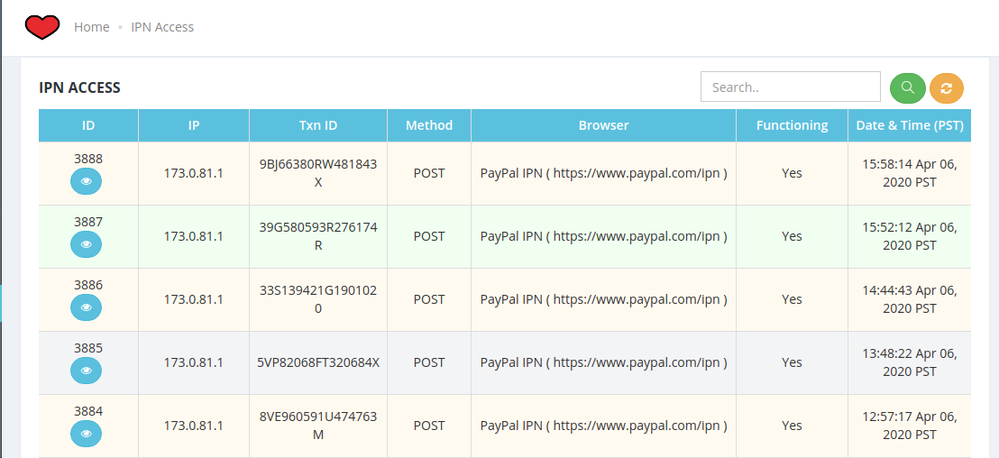 Home • IPN Access
IPN ACCESS
Search..
ID IP Txn ID Method Browser Functioning Date & Time (PST)
3888
173.0.81.1
9BJ66380RW481843
X
POST
PayPal IPN ( https://www.paypal.com/ipn )
Yes
15:58:14 Apr 06,
2020 PST
3887
173.0.81.1
39G580593R276174
R
POST
PayPal IPN ( https://www.paypal.com/ipn )
Yes
15:52:12 Apr 06,
2020 PST
3886
173.0.81.1
33S139421G190102
0
POST
PayPal IPN ( https://www.paypal.com/ipn )
Yes
14:44:43 Apr 06,
2020 PST
3885
173.0.81.1
5VP82068FT320684X
POST
PayPal IPN ( https://www.paypal.com/ipn )
Yes
13:48:22 Apr 06,
2020 PST
3884
173.0.81.1
8VE960591U474763
M
POST
PayPal IPN ( https://www.paypal.com/ipn )
Yes
12:57:17 Apr 06,
2020 PST